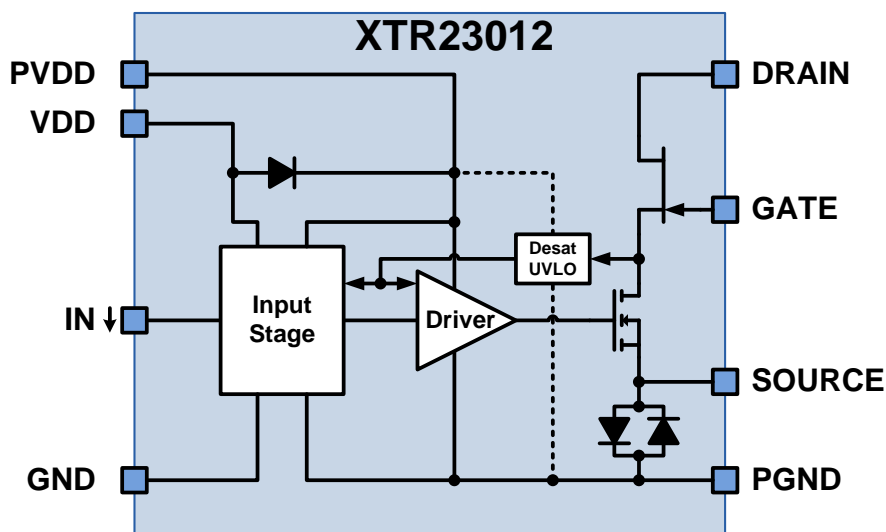 XTR23012
PVDD
DRAIN
VDD
GATE
Desat
UVLO
Input
Stage
Driver
IN ↓
SOURCE
GND
PGND